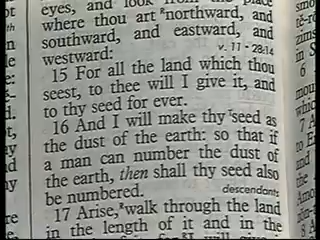 eyes, and look from the place
where thou art northward, and
southward, and eastward, and
westward:
v. 11 - 28:14
15 For all the land which thou
seest, to thee will I give it, and
to thy seed for ever.
16 And I will make thy seed as
the dust of the earth: so that if
a man can number the dust of
the earth, then shall thy seed also
be numbered.
descendants
17 Arise, walk through the land
in the length of it and in the